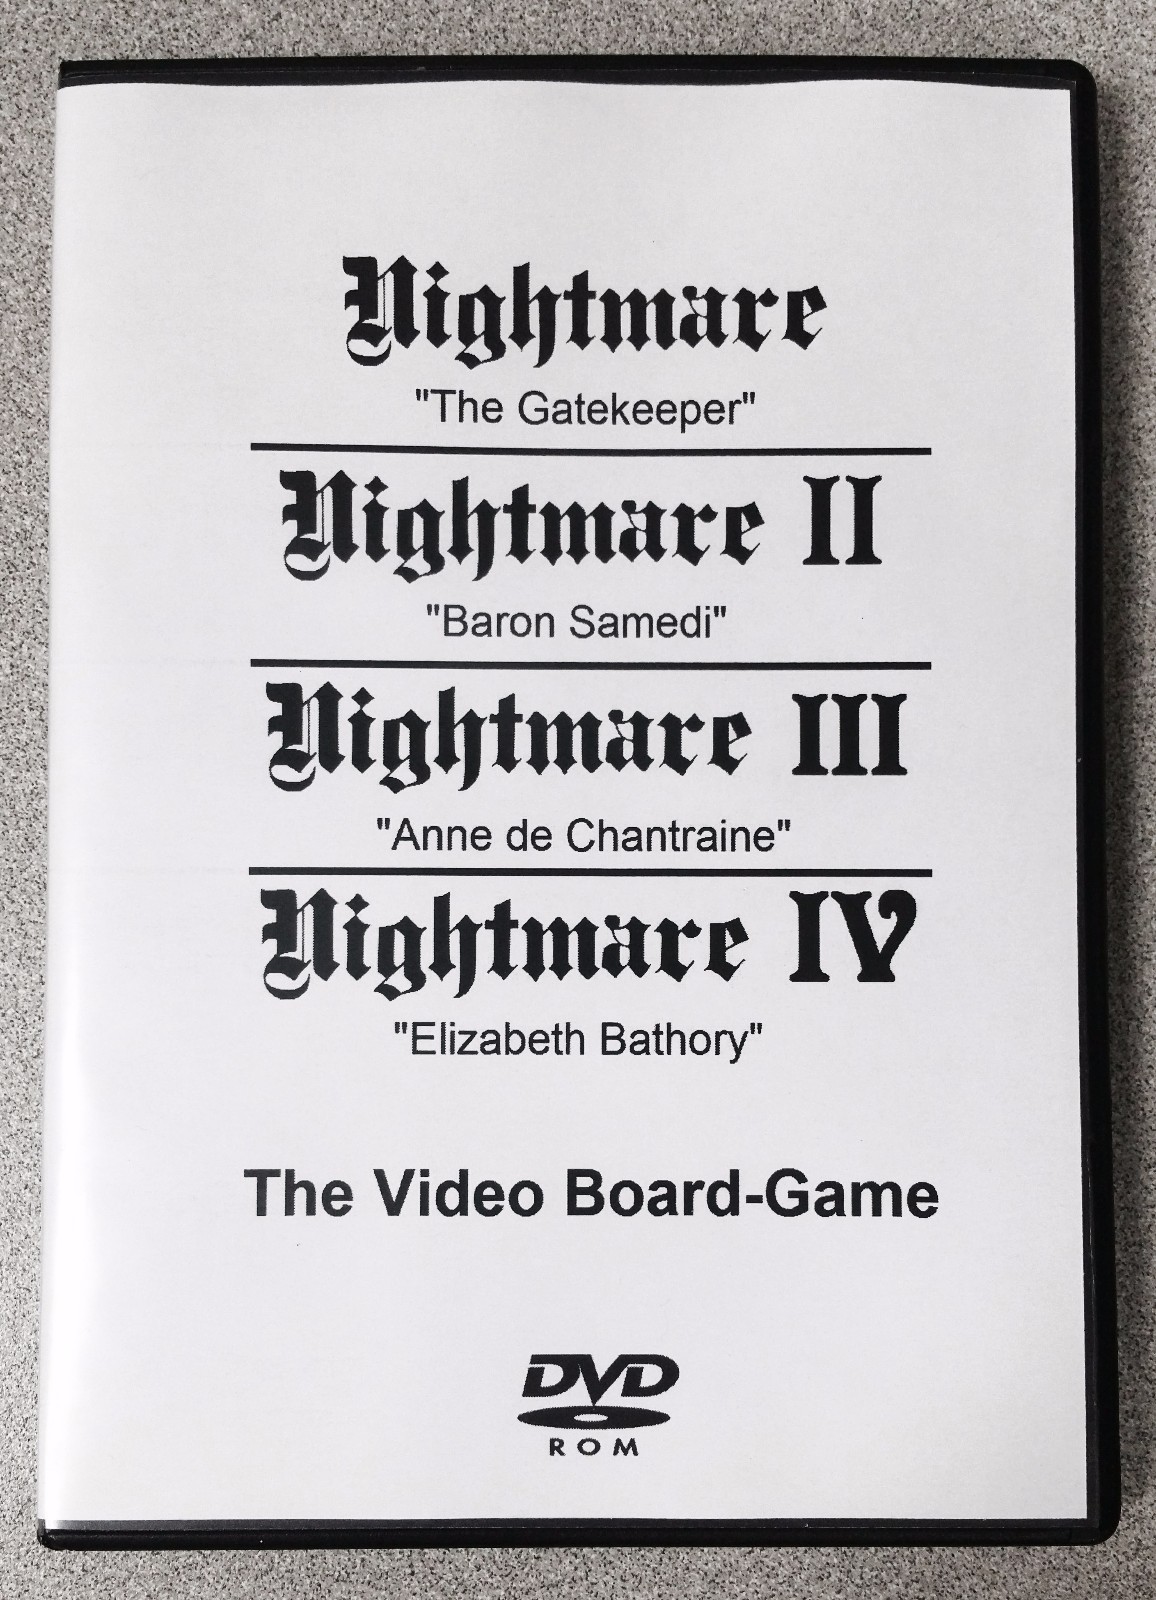 Nightmare
"The Gatekeeper"
Nightmare II
"Baron Samedi"
Nightmare III
"Anne de Chantraine"
Nightmare IV
"Elizabeth Bathory"
The Video Board-Game
DVD
ROM